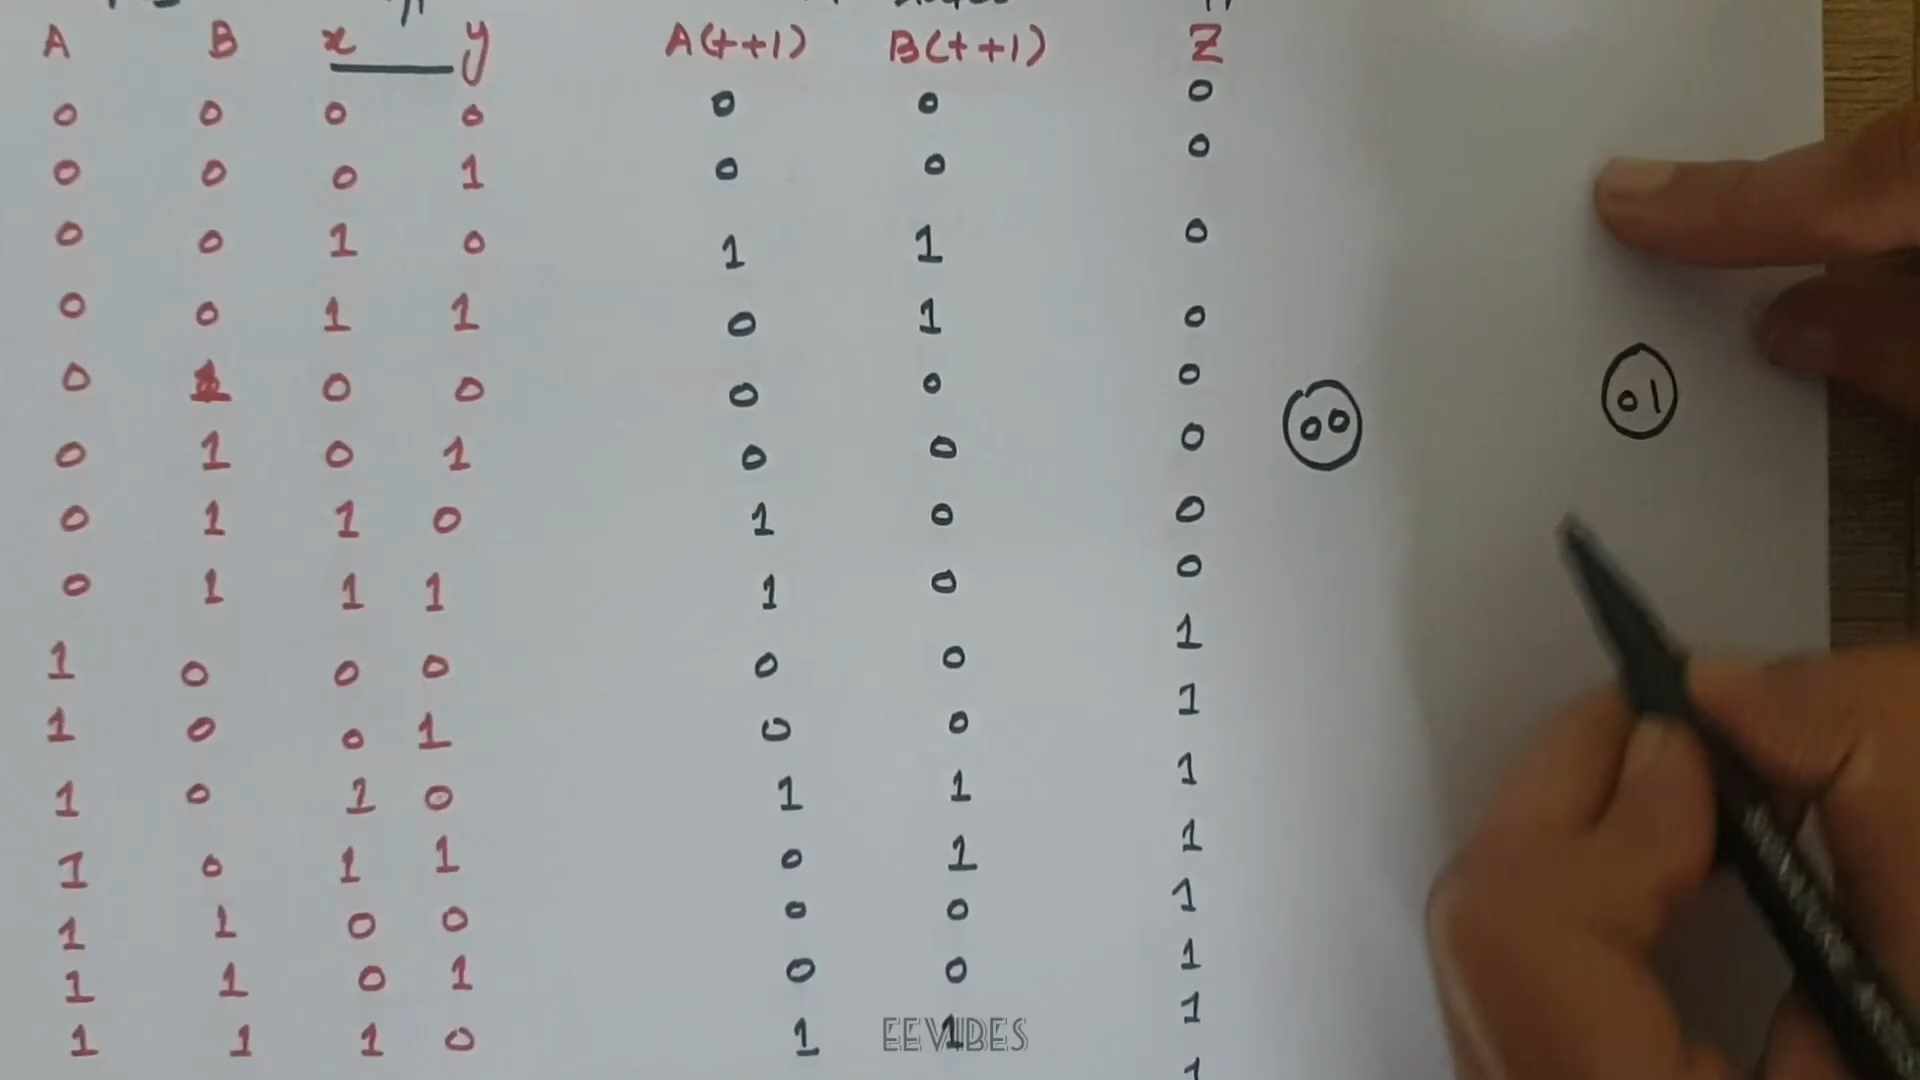 A B x y A(t+1) B(t+1) Z
0 0 0 0 0 0 0
0 0 0 1 0 0 0
0 0 1 0 1 1 0
0 0 1 1 0 1 0
0 1 0 0 0 0 0
0 1 0 1 0 0 0
0 1 1 0 1 0 0
0 1 1 1 1 0 0
1 0 0 0 0 0 1
1 0 0 1 0 0 1
1 0 1 0 1 1 1
1 0 1 1 0 1 1
1 1 0 0 0 0 1
1 1 0 1 0 0 1
1 1 1 0 1 1 1
1
00
01
EEVIBES
SIGNATURE